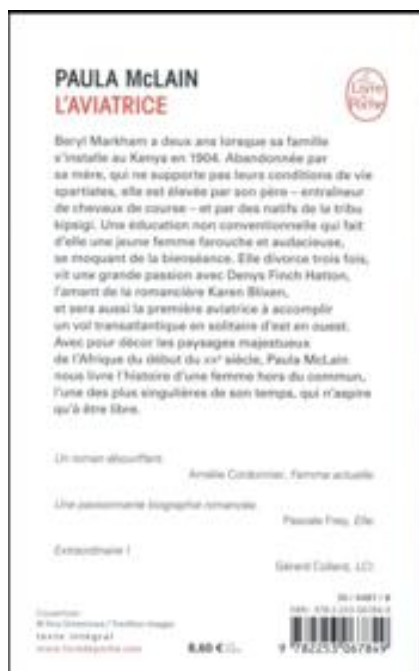 PAULA McLAIN
L'AVIATRICE
Le Livre de Poche
Beryl Markham a deux ans lorsque sa famille
s'installe au Kenya en 1904. Abandonnée par
sa mère, qui ne supporte pas leurs conditions de vie
spartiates, elle est élevée par son père – entraîneur
de chevaux de course – et par des natifs de la tribu
kipsigi. Une éducation non conventionnelle qui fait
d'elle une jeune femme farouche et audacieuse,
se moquant de la bienséance. Elle divorce trois fois,
vit une grande passion avec Denys Finch Hatton,
l'amant de la romancière Karen Blixen,
et sera aussi la première aviatrice à accomplir
un vol transatlantique en solitaire d'est en ouest.
Avec pour décor les paysages majestueux
de l'Afrique du début du XXe siècle, Paula McLain
nous livre l'histoire d'une femme hors du commun,
l'une des plus singulières de son temps, qui n'aspire
qu'à être libre.
Un roman décoiffant.
Amélie Cordonnier, Femme actuelle
Une passionnante biographie romancée.
Pascale Frey, Elle
Extraordinaire !
Gérard Collard, LCI
Couverture :
texte intégral
www.livredepoche.com
8,60 €
9 782253 067849